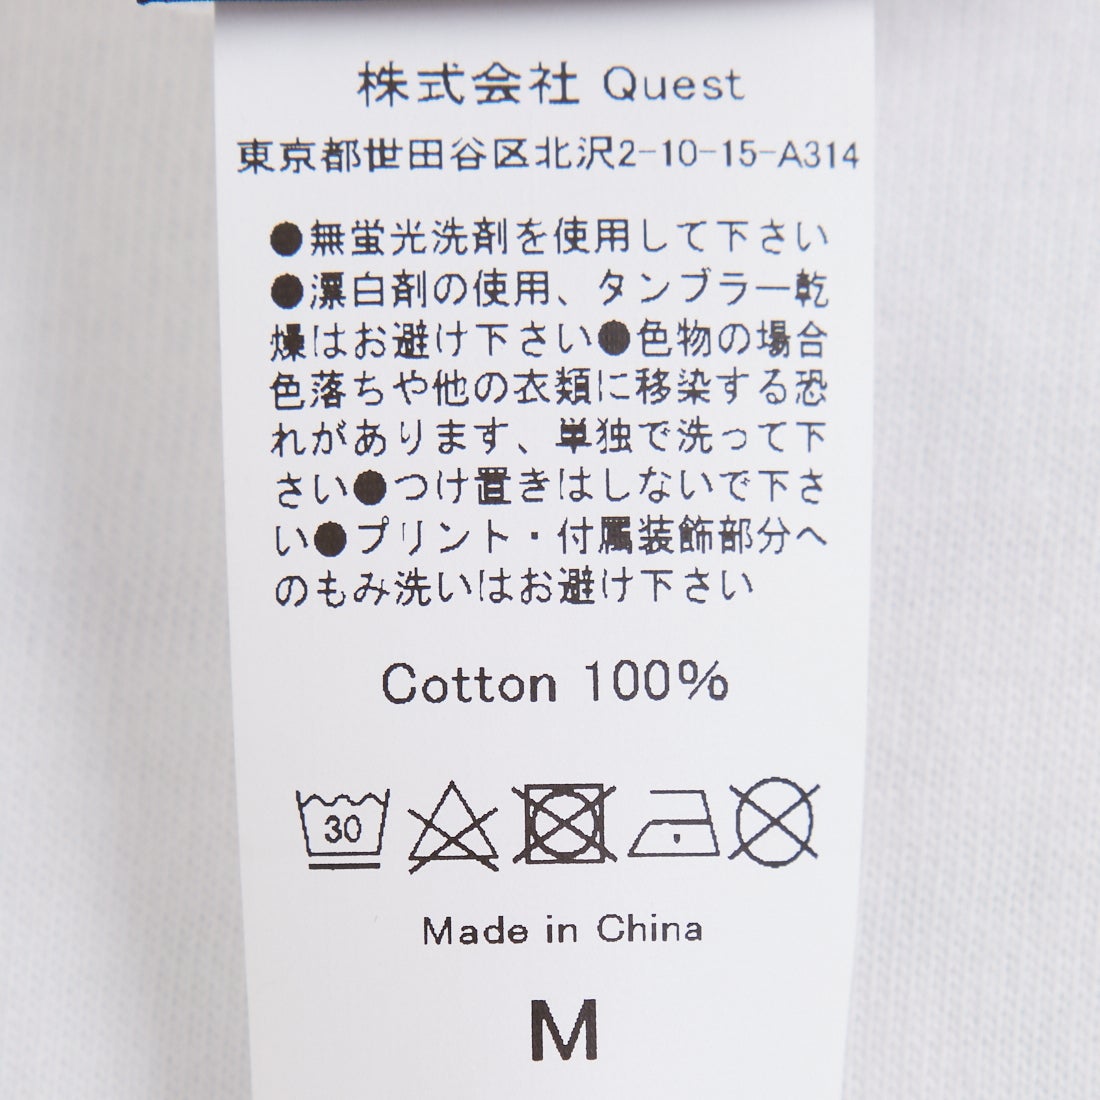 株式会社 Quest
東京都世田谷区北沢2-10-15-A314
●無蛍光洗剤を使用して下さい
●漂白剤の使用、タンブラー乾
燥はお避け下さい●色物の場合
色落ちや他の衣類に移染する恐
れがあります、単独で洗って下
さい●つけ置きはしないで下さ
い●プリント・付属装飾部分へ
のもみ洗いはお避け下さい
Cotton 100%
30
Made in China
M